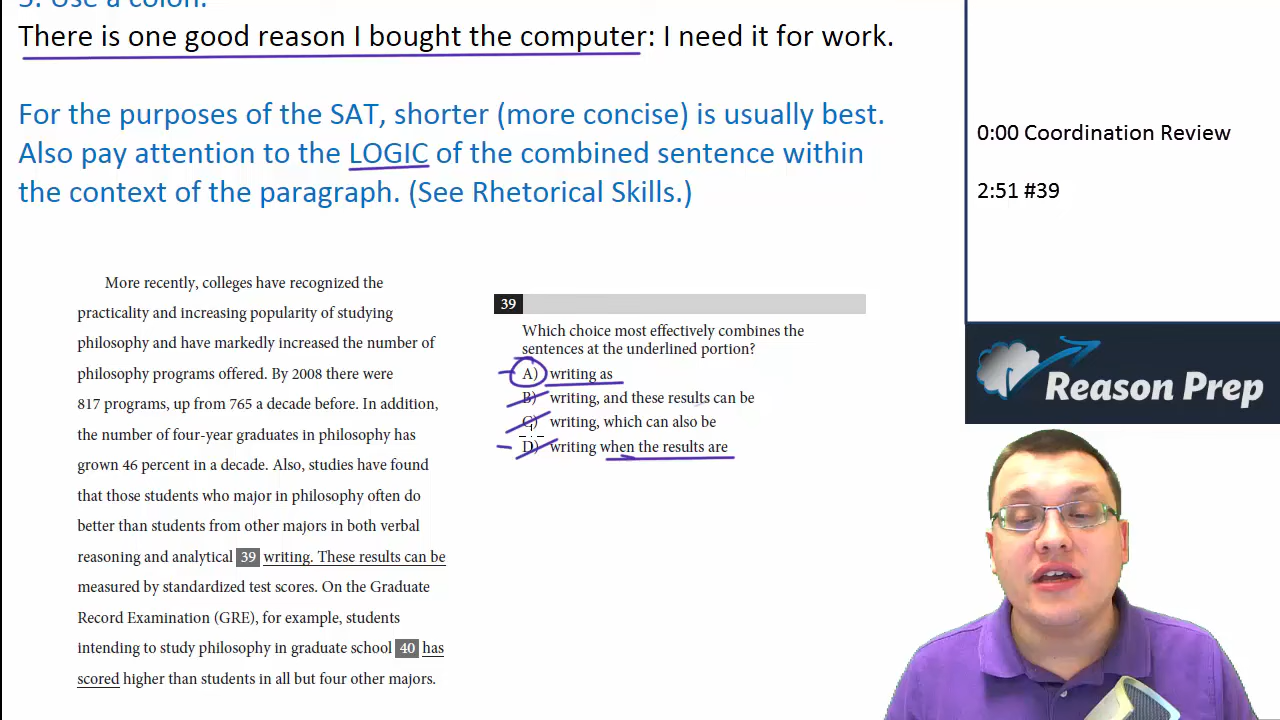 3. Use a colon.
There is one good reason I bought the computer: I need it for work.
For the purposes of the SAT, shorter (more concise) is usually best.
Also pay attention to the LOGIC of the combined sentence within
the context of the paragraph. (See Rhetorical Skills.)
More recently, colleges have recognized the
practicality and increasing popularity of studying
philosophy and have markedly increased the number of
philosophy programs offered. By 2008 there were
817 programs, up from 765 a decade before. In addition,
the number of four-year graduates in philosophy has
grown 46 percent in a decade. Also, studies have found
that those students who major in philosophy often do
better than students from other majors in both verbal
reasoning and analytical 39 writing. These results can be
measured by standardized test scores. On the Graduate
Record Examination (GRE), for example, students
intending to study philosophy in graduate school 40 has
scored higher than students in all but four other majors.
39
Which choice most effectively combines the
sentences at the underlined portion?
A) writing as
B) writing, and these results can be
C) writing, which can also be
D) writing when the results are
0:00 Coordination Review
2:51 #39
Reason Prep